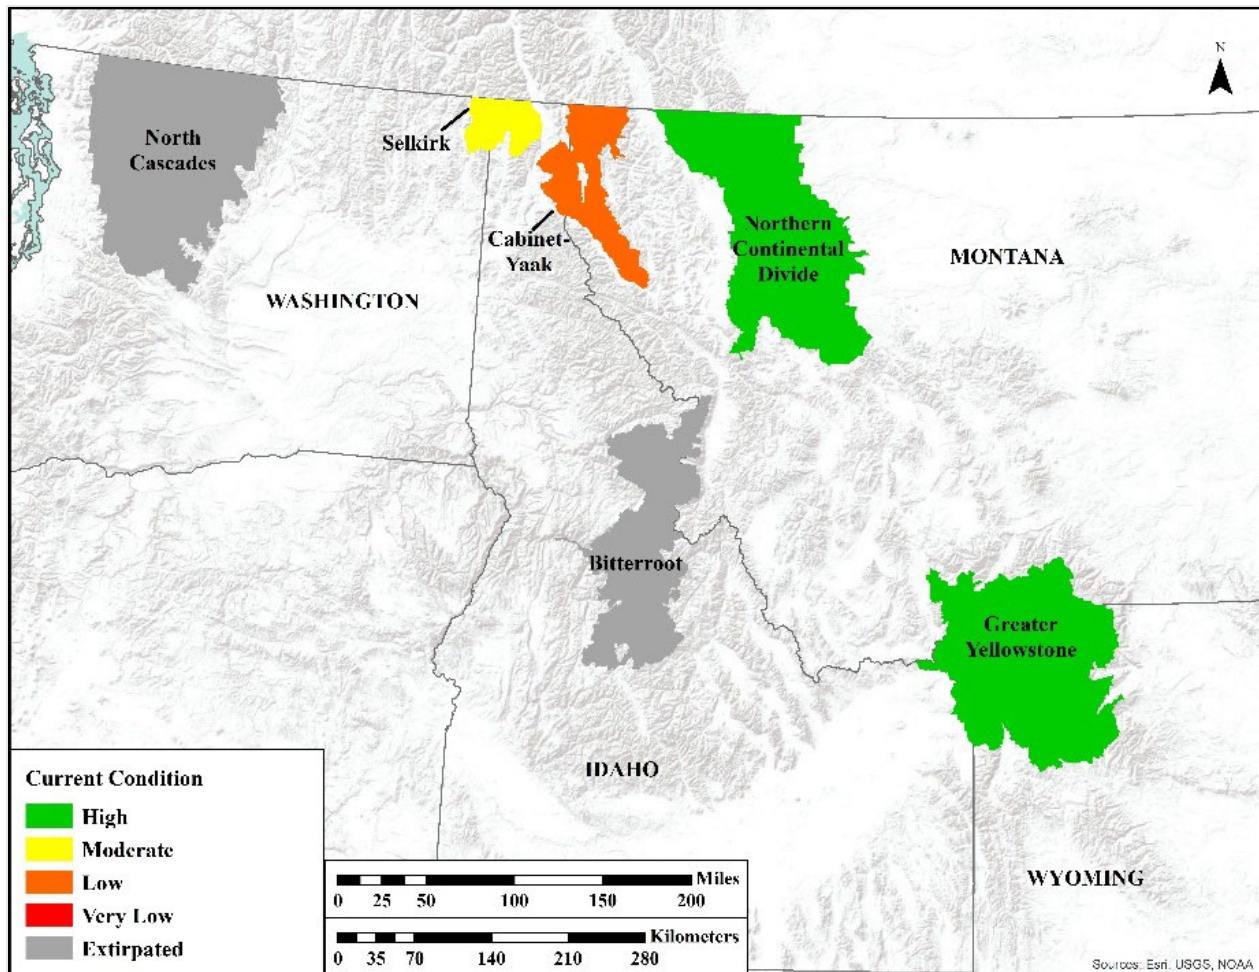 N
North
Cascades
Selkirk
Cabinet-
Yaak
Northern
Continental
Divide
MONTANA
WASHINGTON
Bitterroot
Greater
Yellowstone
IDAHO
WYOMING
Current Condition
High
Moderate
Low
Very Low
Extirpated
Miles
0 25 50 100 150 200
Kilometers
0 35 70 140 210 280
Sources: Esri, USGS, NOAA